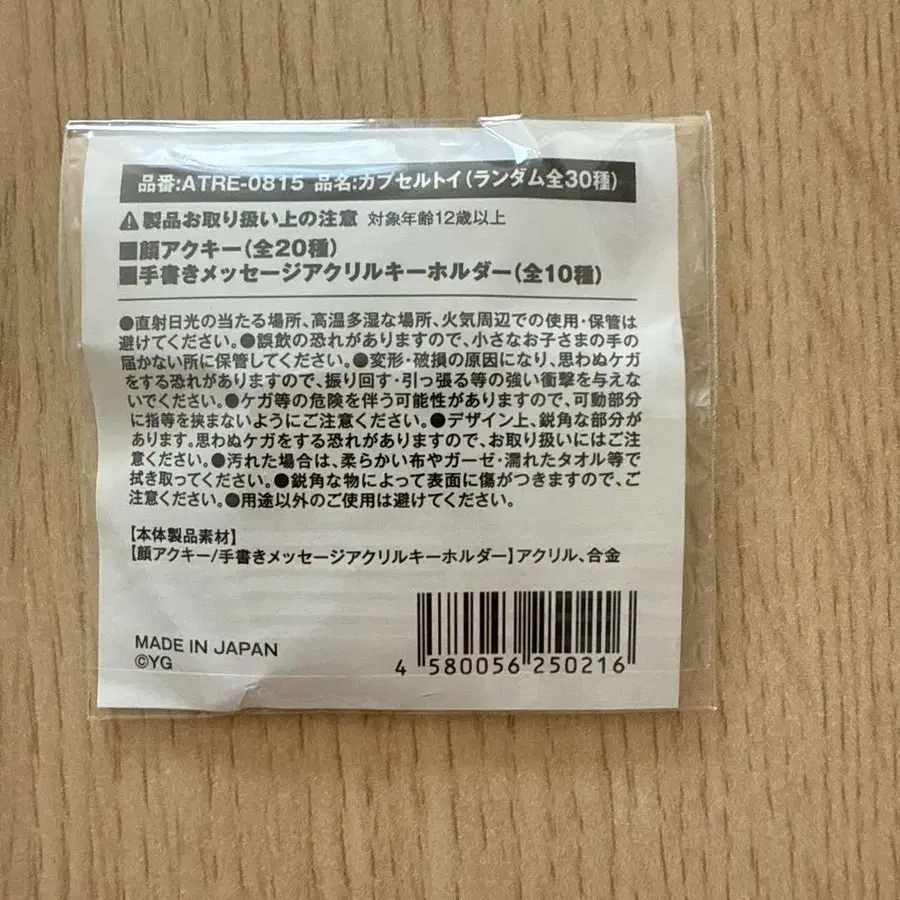 品番:ATRE-0815 品名:カプセルトイ(ランダム全30種)
製品お取り扱い上の注意 対象年齢12歳以上
■顔アクキー(全20種)
■手書きメッセージアクリルキーホルダー(全10種)
●直射日光の当たる場所、高温多湿な場所、火気周辺での使用・保管は
避けてください。●誤飲の恐れがありますので、小さなお子さまの手の
届かない所に保管してください。●変形・破損の原因になり、思わぬケガ
をする恐れがありますので、振り回す・引っ張る等の強い衝撃を与えな
いでください。●ケガ等の危険を伴う可能性がありますので、可動部分
に指等を挟まないようにご注意ください。●デザイン上、鋭角な部分が
あります。思わぬケガをする恐れがありますので、お取り扱いにはご注
意ください。●汚れた場合は、柔らかい布やガーゼ・濡れたタオル等で
拭き取ってください。●鋭角な物によって表面に傷がつきますので、ご
注意ください。●用途以外のご使用は避けてください。
【本体製品素材】
【顔アクキー/手書きメッセージアクリルキーホルダー】アクリル、合金
MADE IN JAPAN
©YG
4 580056 250216